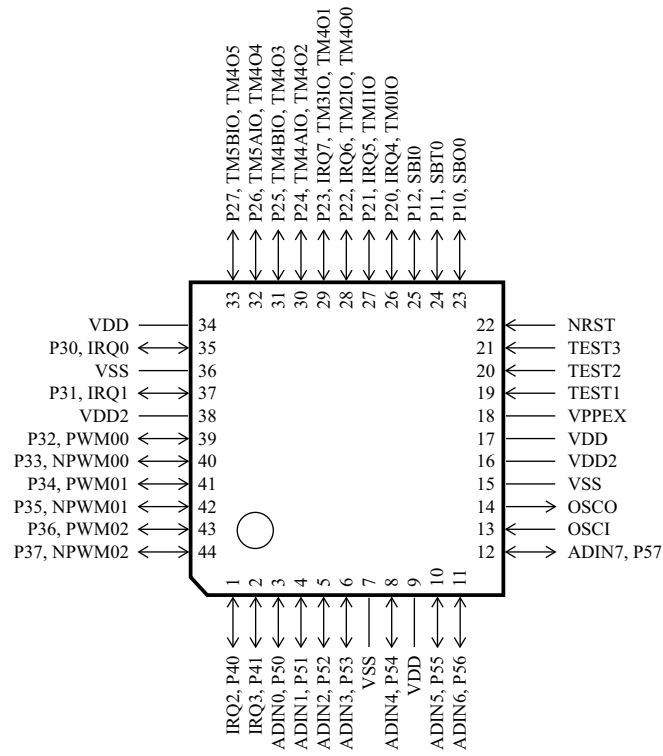 P27, TM5BIO, TM4O5
P26, TM5AIO, TM4O4
P25, TM4BIO, TM4O3
P24, TM4AIO, TM4O2
P23, IRQ7, TM3IO, TM4O1
P22, IRQ6, TM2IO, TM4O0
P21, IRQ5, TM1IO
P20, IRQ4, TM0IO
P12, SBI0
P11, SBT0
P10, SBO0
33
32
31
30
29
28
27
26
25
24
23
VDD 34
P30, IRQ0 35
VSS 36
P31, IRQ1 37
VDD2 38
P32, PWM00 39
P33, NPWM00 40
P34, PWM01 41
P35, NPWM01 42
P36, PWM02 43
P37, NPWM02 44
22 NRST
21 TEST3
20 TEST2
19 TEST1
18 VPPEX
17 VDD
16 VDD2
15 VSS
14 OSCO
13 OSCI
12 ADIN7, P57
1
2
3
4
5
6
7
8
9
10
11
IRQ2, P40
IRQ3, P41
ADIN0, P50
ADIN1, P51
ADIN2, P52
ADIN3, P53
VSS
ADIN4, P54
VDD
ADIN5, P55
ADIN6, P56